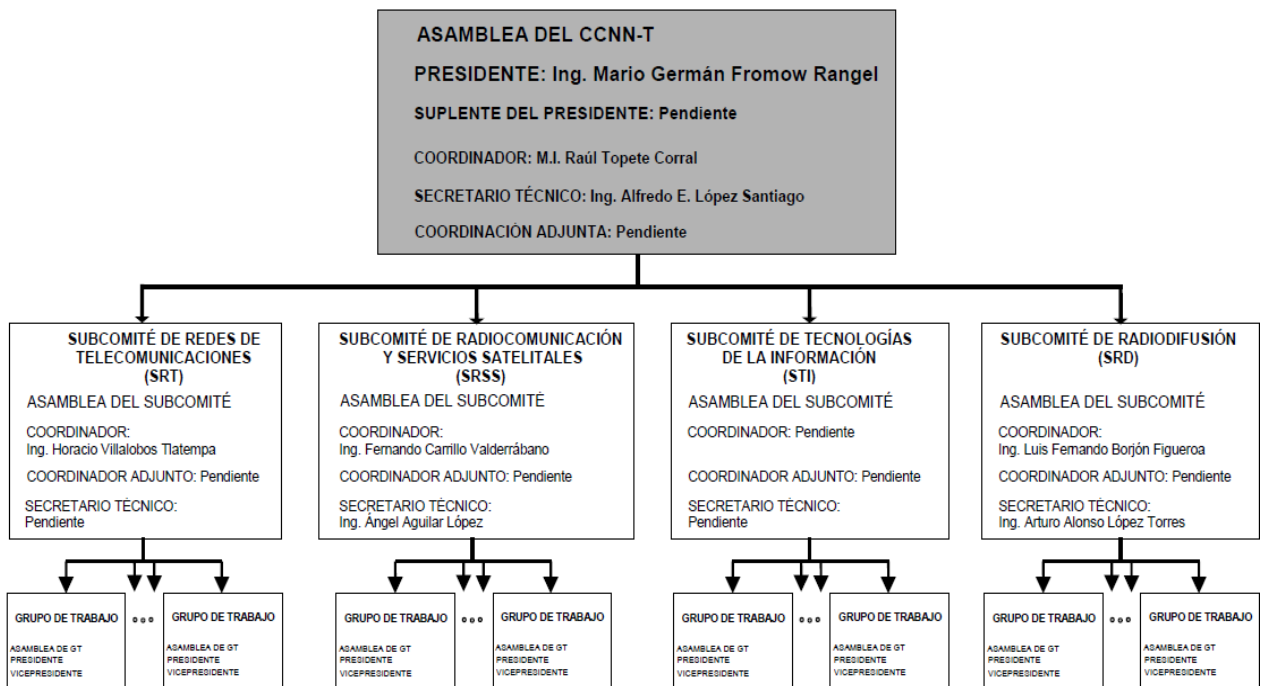 ASAMBLEA DEL CCNN-T
PRESIDENTE: Ing. Mario Germán Fromow Rangel
SUPLENTE DEL PRESIDENTE: Pendiente
COORDINADOR: M.I. Raúl Topete Corral
SECRETARIO TÉCNICO: Ing. Alfredo E. López Santiago
COORDINACIÓN ADJUNTA: Pendiente
SUBCOMITÉ DE REDES DE
TELECOMUNICACIONES
(SRT)
ASAMBLEA DEL SUBCOMITÉ
COORDINADOR:
Ing. Horacio Villalobos Tlatempa
COORDINADOR ADJUNTO: Pendiente
SECRETARIO TÉCNICO:
Pendiente
SUBCOMITÉ DE RADIOCOMUNICACIÓN
Y SERVICIOS SATELITALES
(SRSS)
ASAMBLEA DEL SUBCOMITÉ
COORDINADOR:
Ing. Fernando Carrillo Valderrábano
COORDINADOR ADJUNTO: Pendiente
SECRETARIO TÉCNICO:
Ing. Ángel Aguilar López
SUBCOMITÉ DE TECNOLOGÍAS
DE LA INFORMACIÓN
(STI)
ASAMBLEA DEL SUBCOMITÉ
COORDINADOR: Pendiente
COORDINADOR ADJUNTO: Pendiente
SECRETARIO TÉCNICO:
Pendiente
SUBCOMITÉ DE RADIODIFUSIÓN
(SRD)
ASAMBLEA DEL SUBCOMITÉ
COORDINADOR:
Ing. Luis Fernando Borjón Figueroa
COORDINADOR ADJUNTO: Pendiente
SECRETARIO TÉCNICO:
Ing. Arturo Alonso López Torres
GRUPO DE TRABAJO
ASAMBLEA DE GT
PRESIDENTE
VICEPRESIDENTE
GRUPO DE TRABAJO
ASAMBLEA DE GT
PRESIDENTE
VICEPRESIDENTE
GRUPO DE TRABAJO
ASAMBLEA DE GT
PRESIDENTE
VICEPRESIDENTE
GRUPO DE TRABAJO
ASAMBLEA DE GT
PRESIDENTE
VICEPRESIDENTE
GRUPO DE TRABAJO
ASAMBLEA DE GT
PRESIDENTE
VICEPRESIDENTE
GRUPO DE TRABAJO
ASAMBLEA DE GT
PRESIDENTE
VICEPRESIDENTE
GRUPO DE TRABAJO
ASAMBLEA DE GT
PRESIDENTE
VICEPRESIDENTE
GRUPO DE TRABAJO
ASAMBLEA DE GT
PRESIDENTE
VICEPRESIDENTE